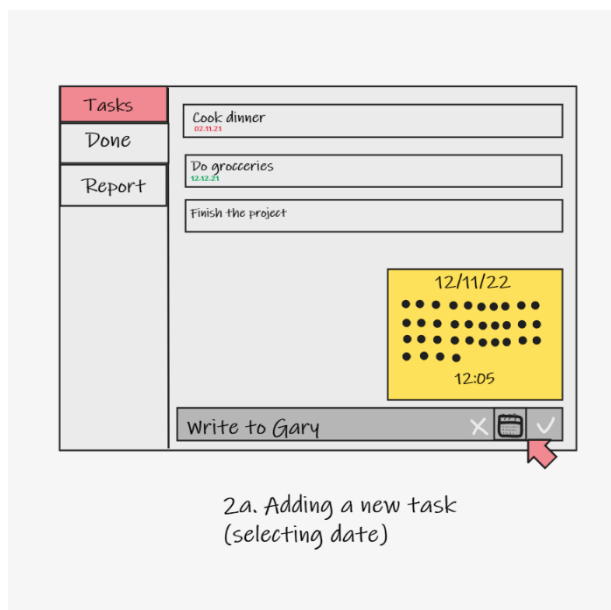 Tasks
Done
Report
Cook dinner
02.11.21
Do grocceries
12.12.21
Finish the project
12/11/22
12:05
Write to Gary
2a. Adding a new task
(selecting date)